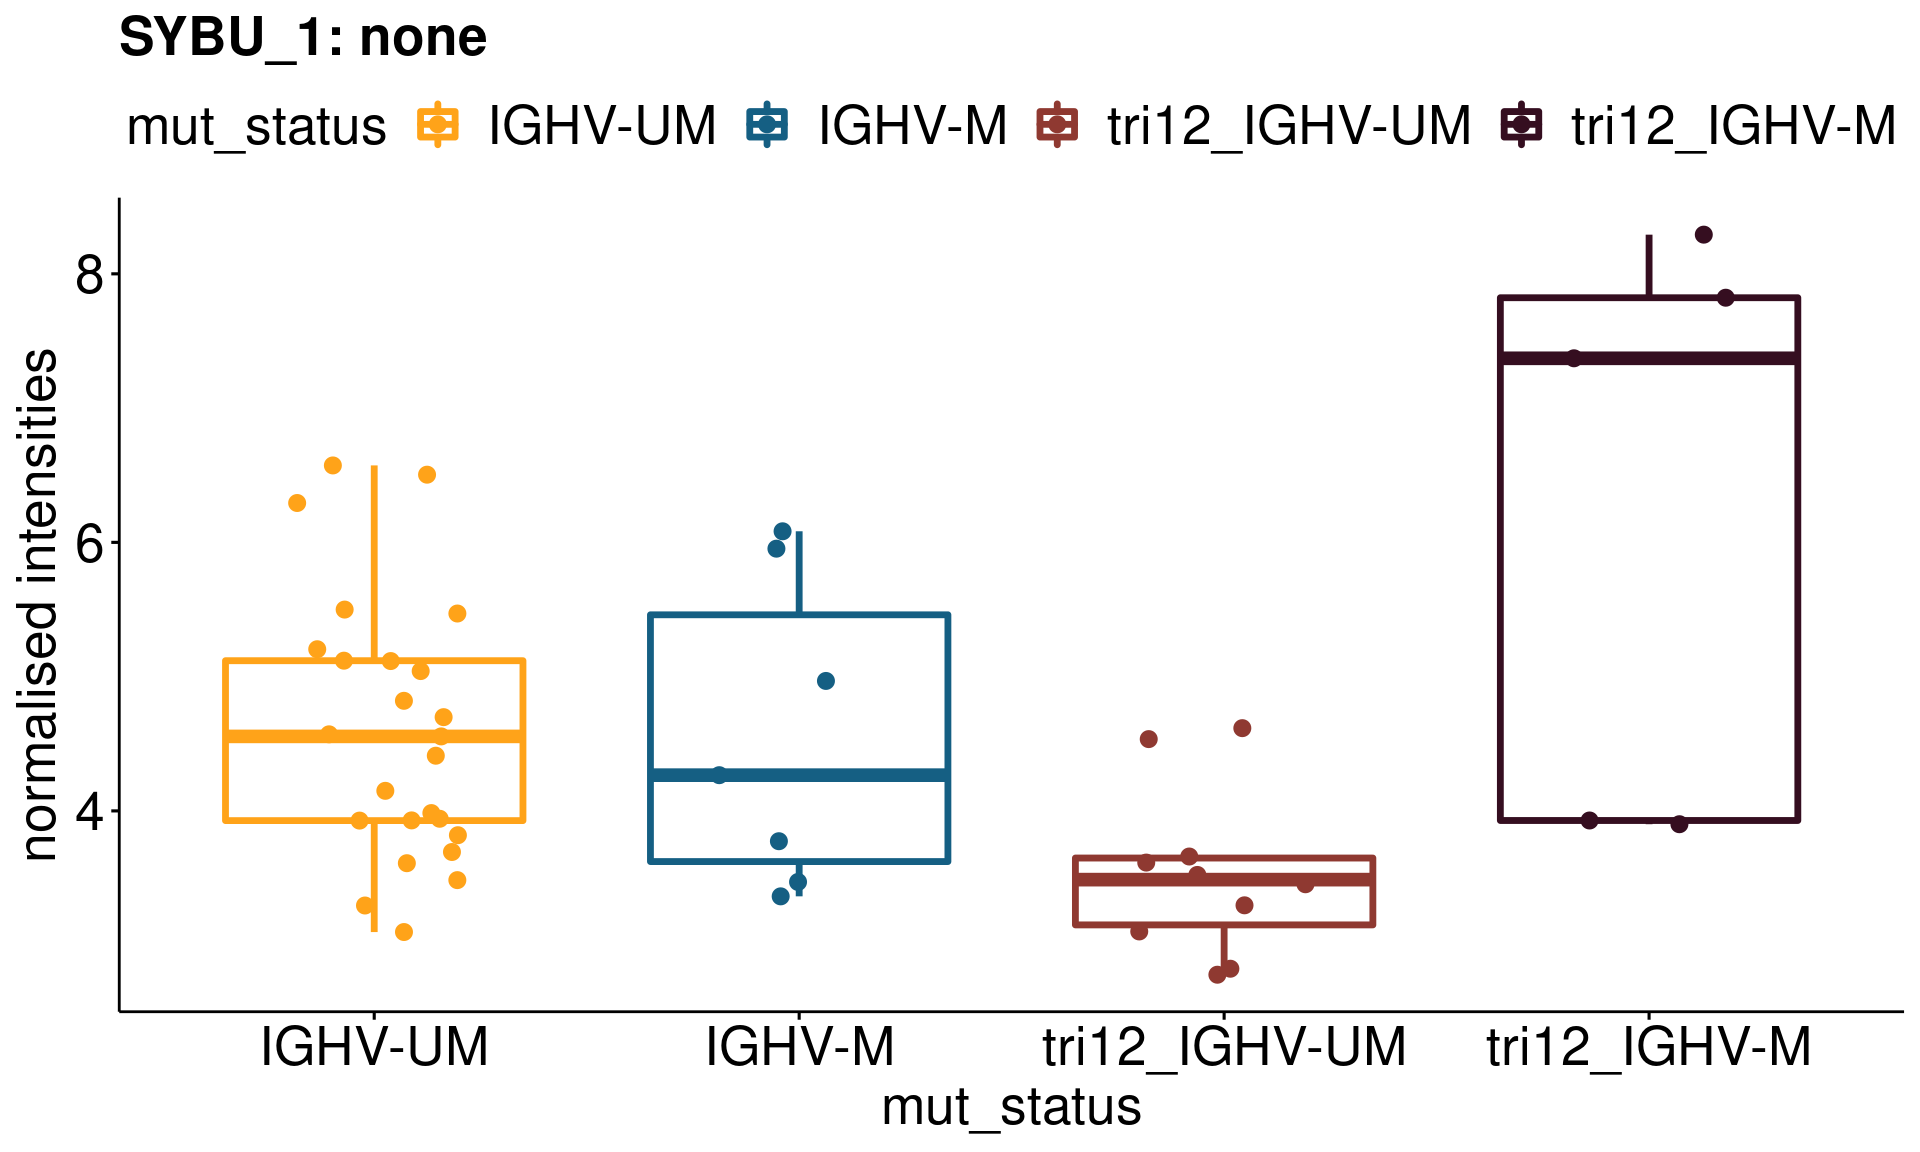 SYBU_1: none
mut_status IGHV-UM IGHV-M tri12_IGHV-UM tri12_IGHV-M
normalised intensities
8
6
4
IGHV-UM IGHV-M tri12_IGHV-UM tri12_IGHV-M
mut_status